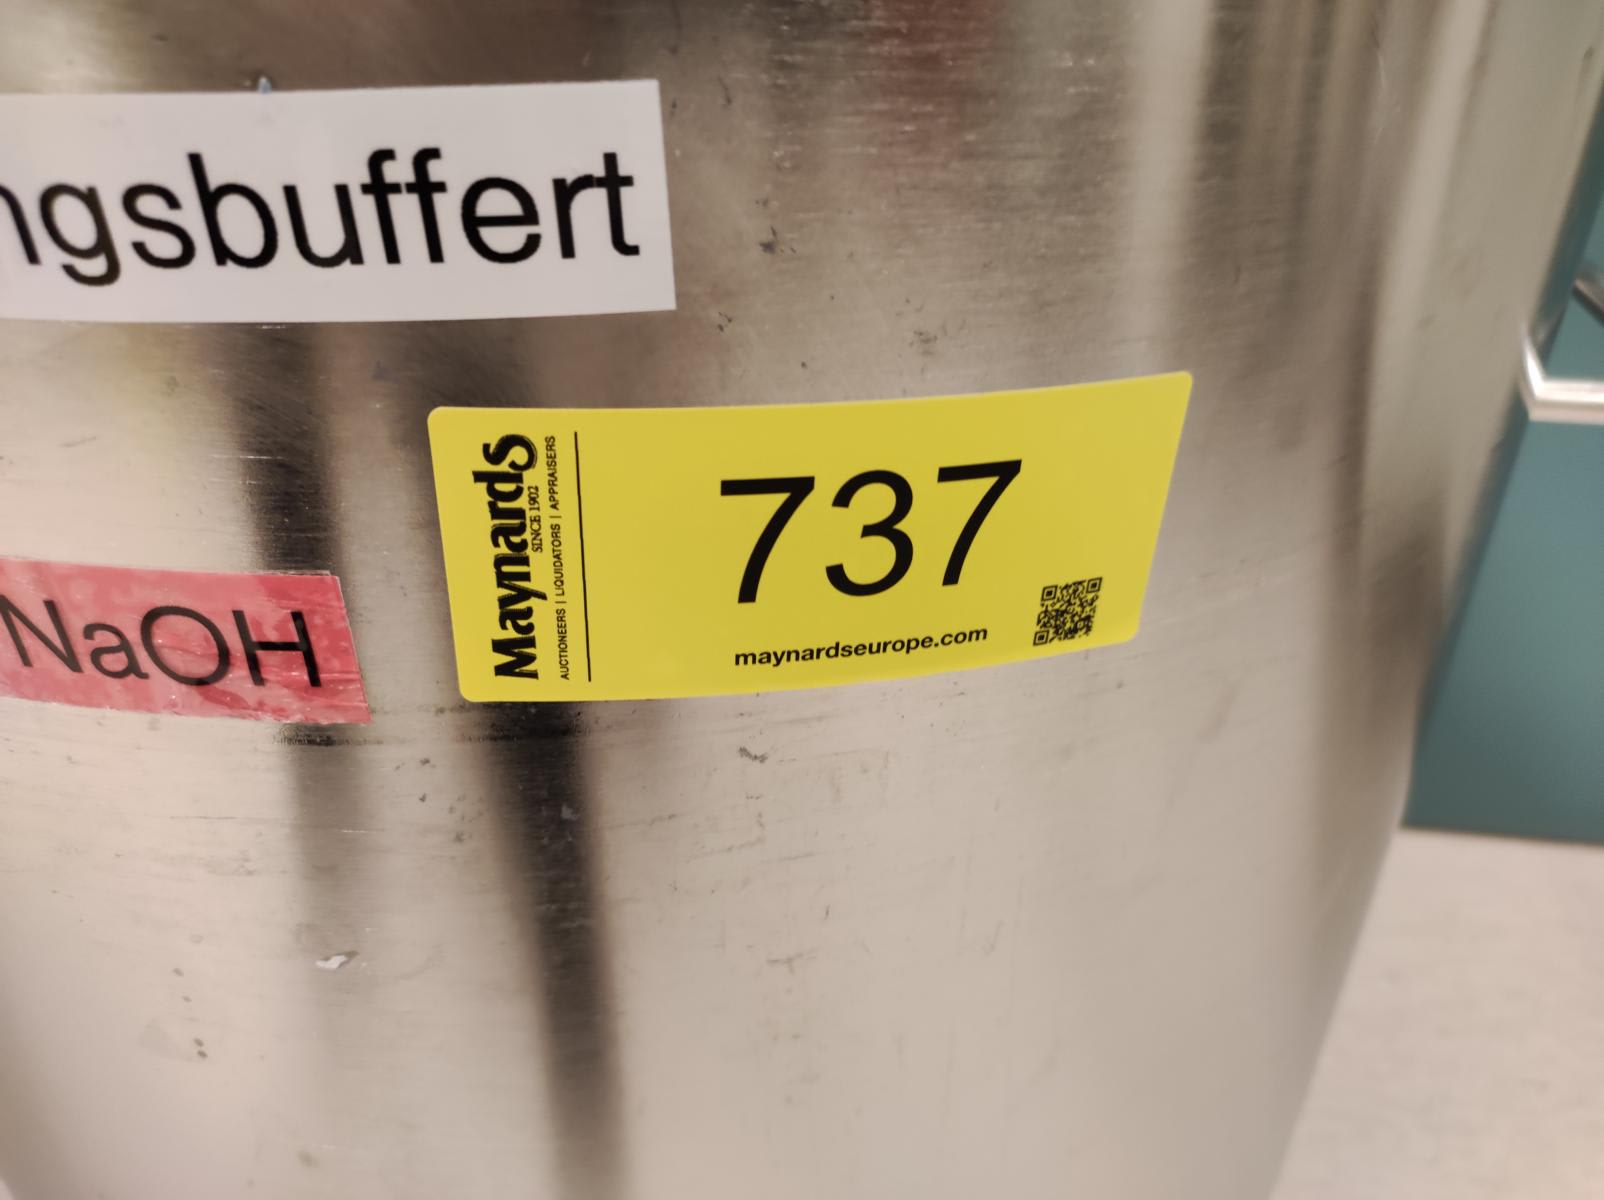 ngsbuffert
NaOH
Maynards
SINCE 1902
AUCTIONEERS | LIQUIDATORS | APPRAISERS
737
maynardseurope.com